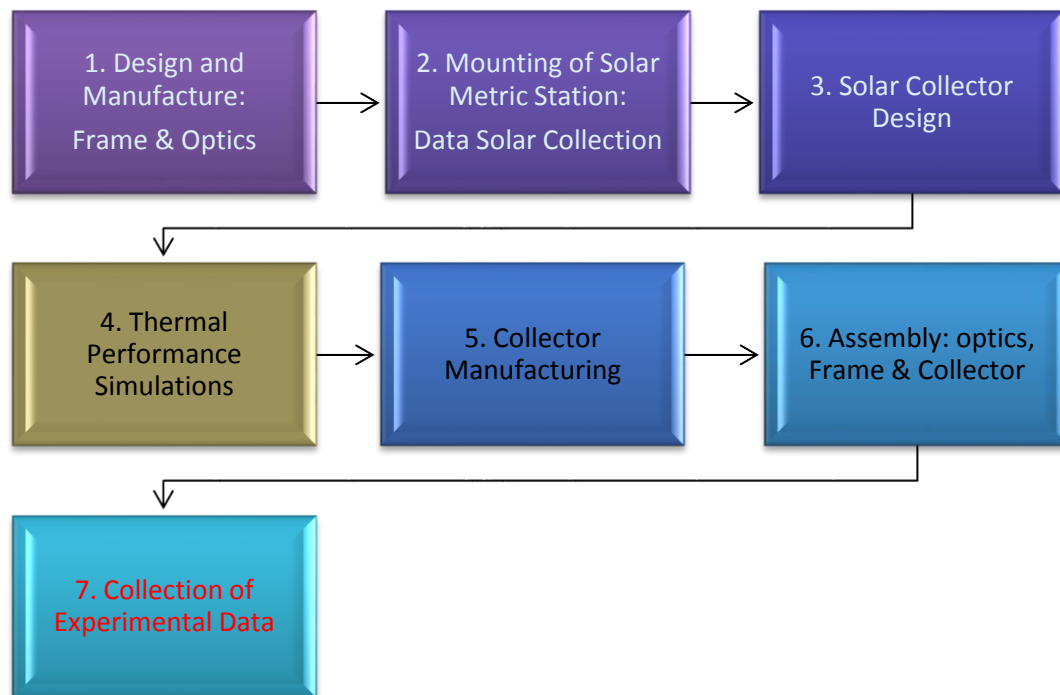 1. Design and
Manufacture:
Frame & Optics
2. Mounting of Solar
Metric Station:
Data Solar Collection
3. Solar Collector
Design
4. Thermal
Performance
Simulations
5. Collector
Manufacturing
6. Assembly: optics,
Frame & Collector
7. Collection of
Experimental Data